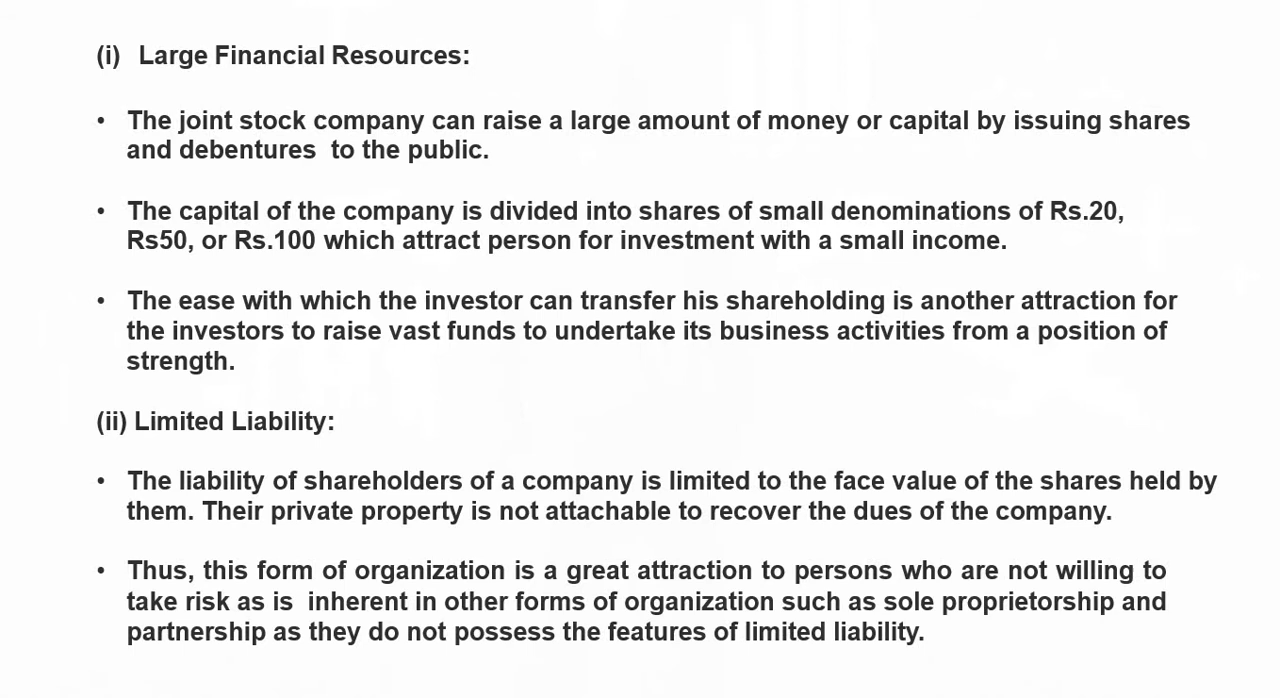 (i) Large Financial Resources:
• The joint stock company can raise a large amount of money or capital by issuing shares
and debentures to the public.
• The capital of the company is divided into shares of small denominations of Rs.20,
Rs50, or Rs.100 which attract person for investment with a small income.
• The ease with which the investor can transfer his shareholding is another attraction for
the investors to raise vast funds to undertake its business activities from a position of
strength.
(ii) Limited Liability:
• The liability of shareholders of a company is limited to the face value of the shares held by
them. Their private property is not attachable to recover the dues of the company.
• Thus, this form of organization is a great attraction to persons who are not willing to
take risk as is inherent in other forms of organization such as sole proprietorship and
partnership as they do not possess the features of limited liability.